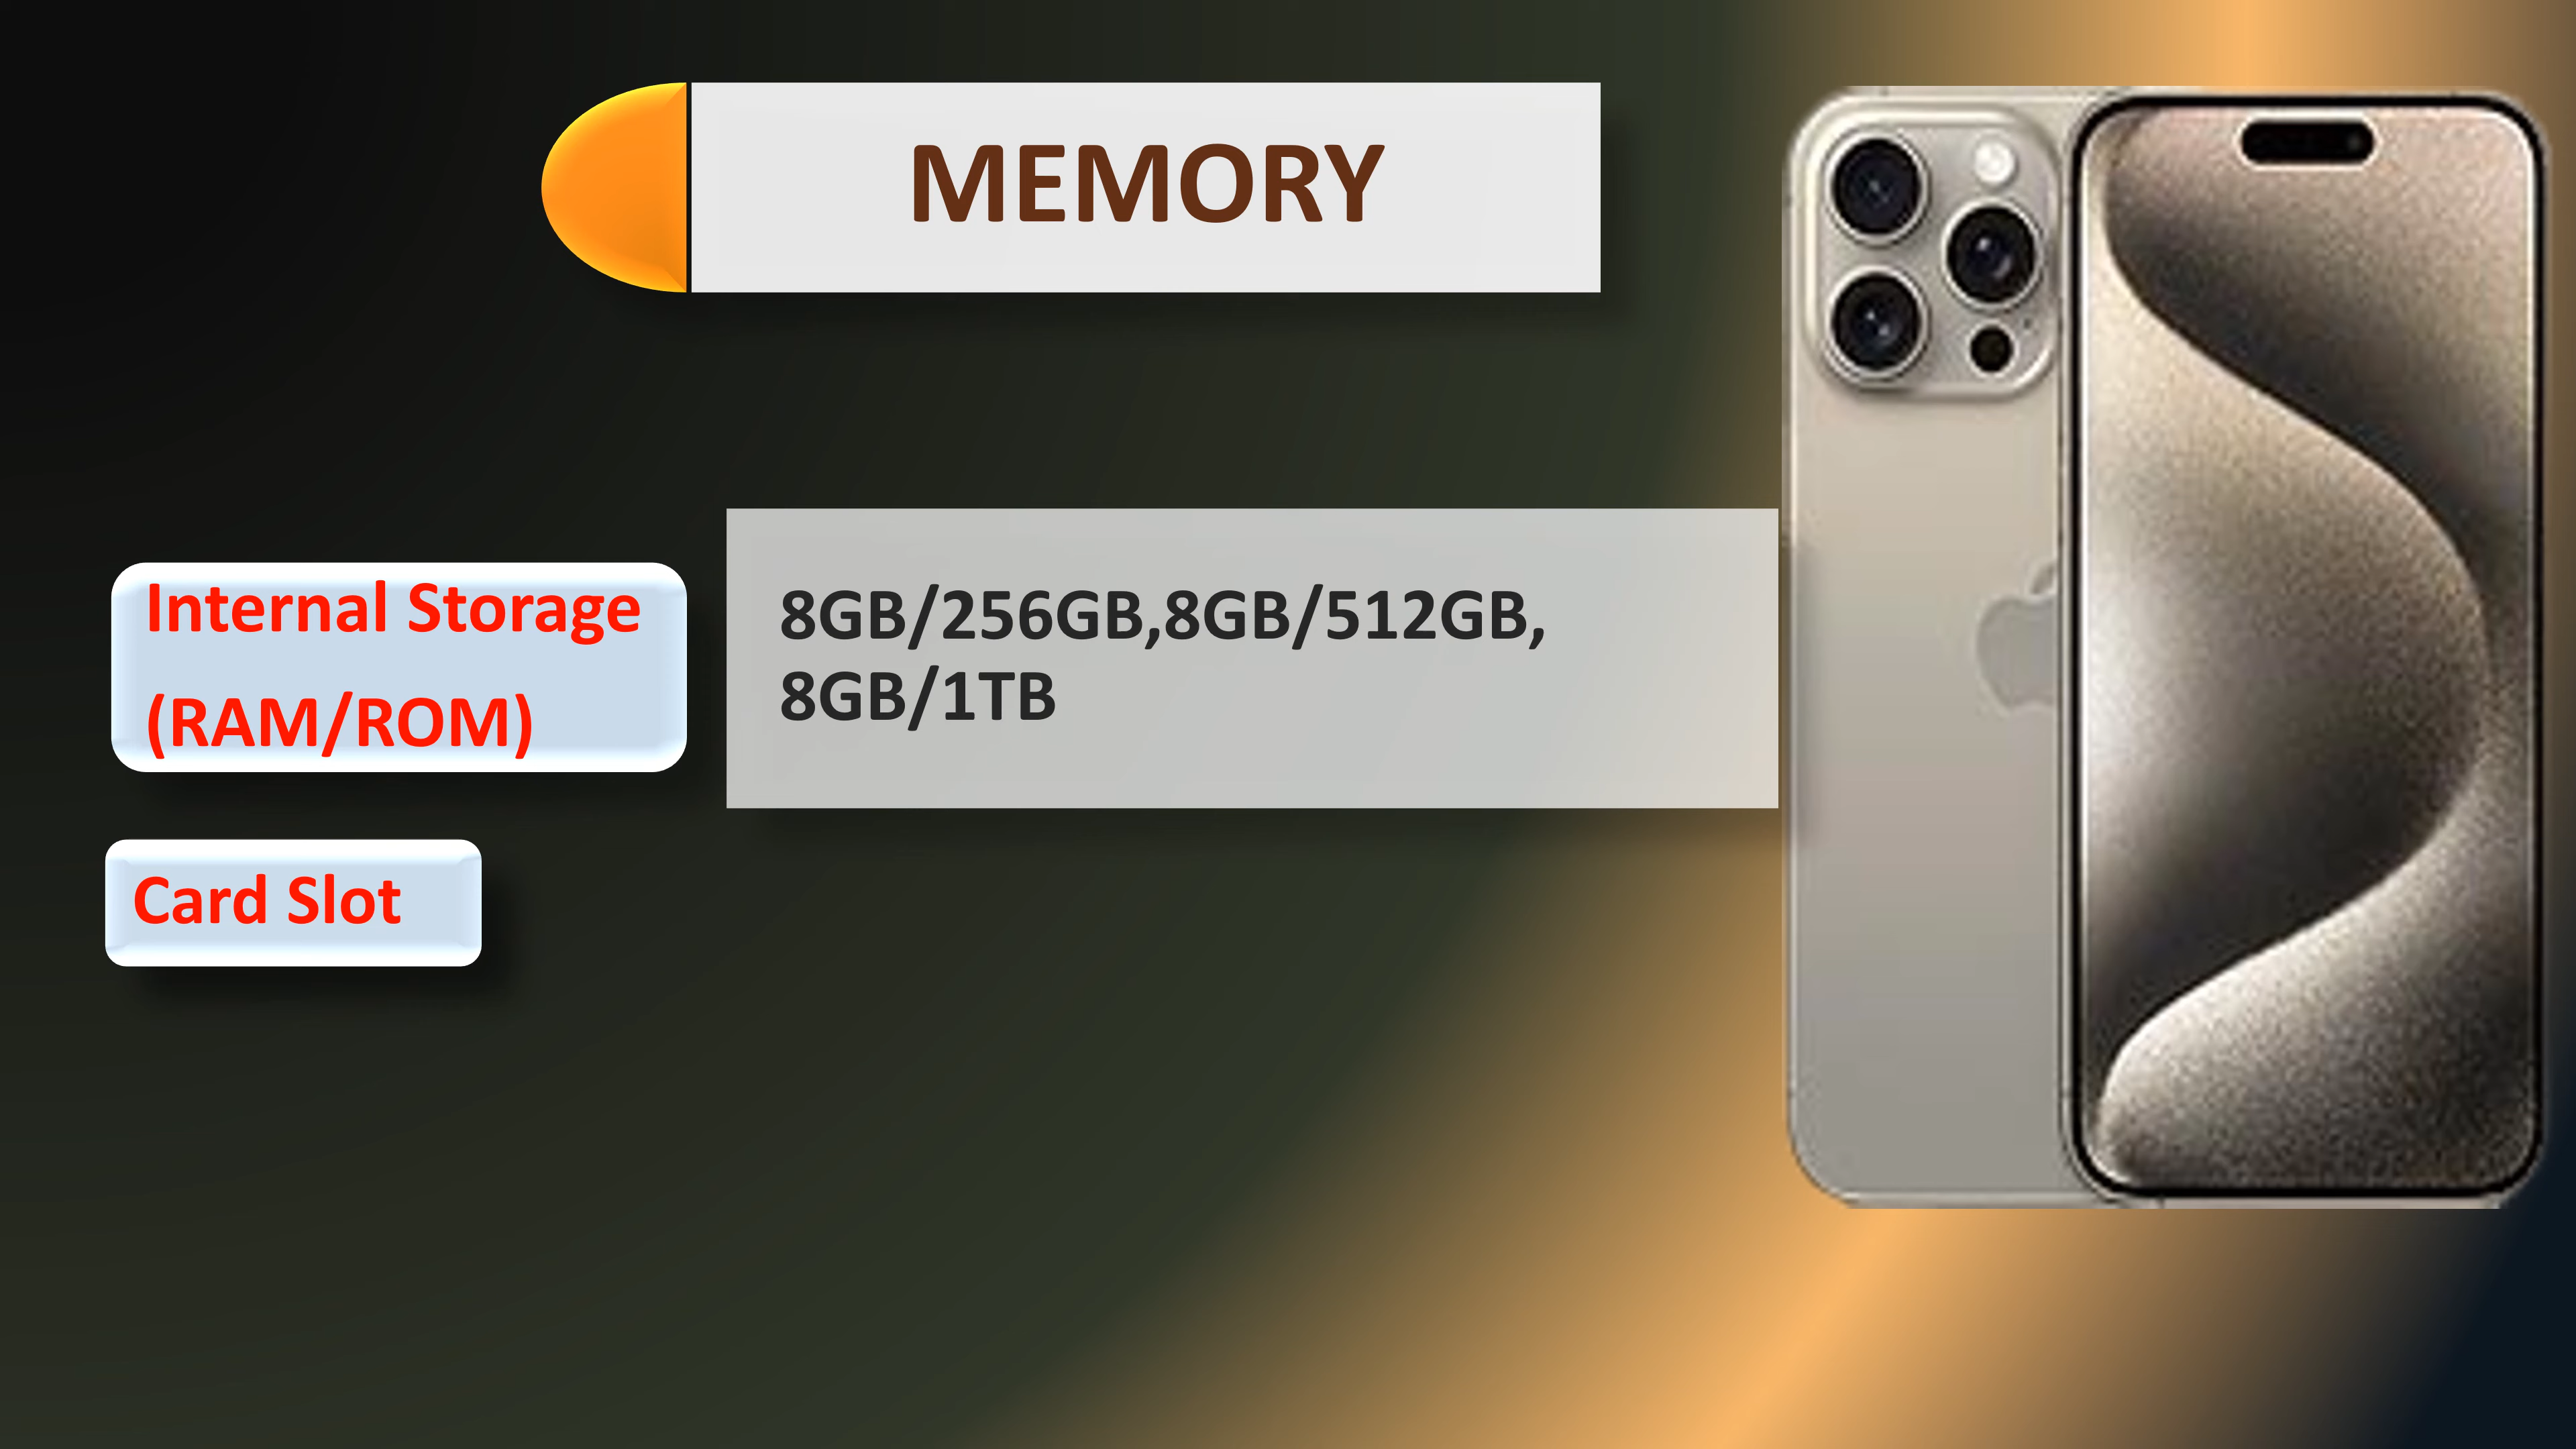 MEMORY
Internal Storage
(RAM/ROM)
8GB/256GB,8GB/512GB,
8GB/1TB
Card Slot